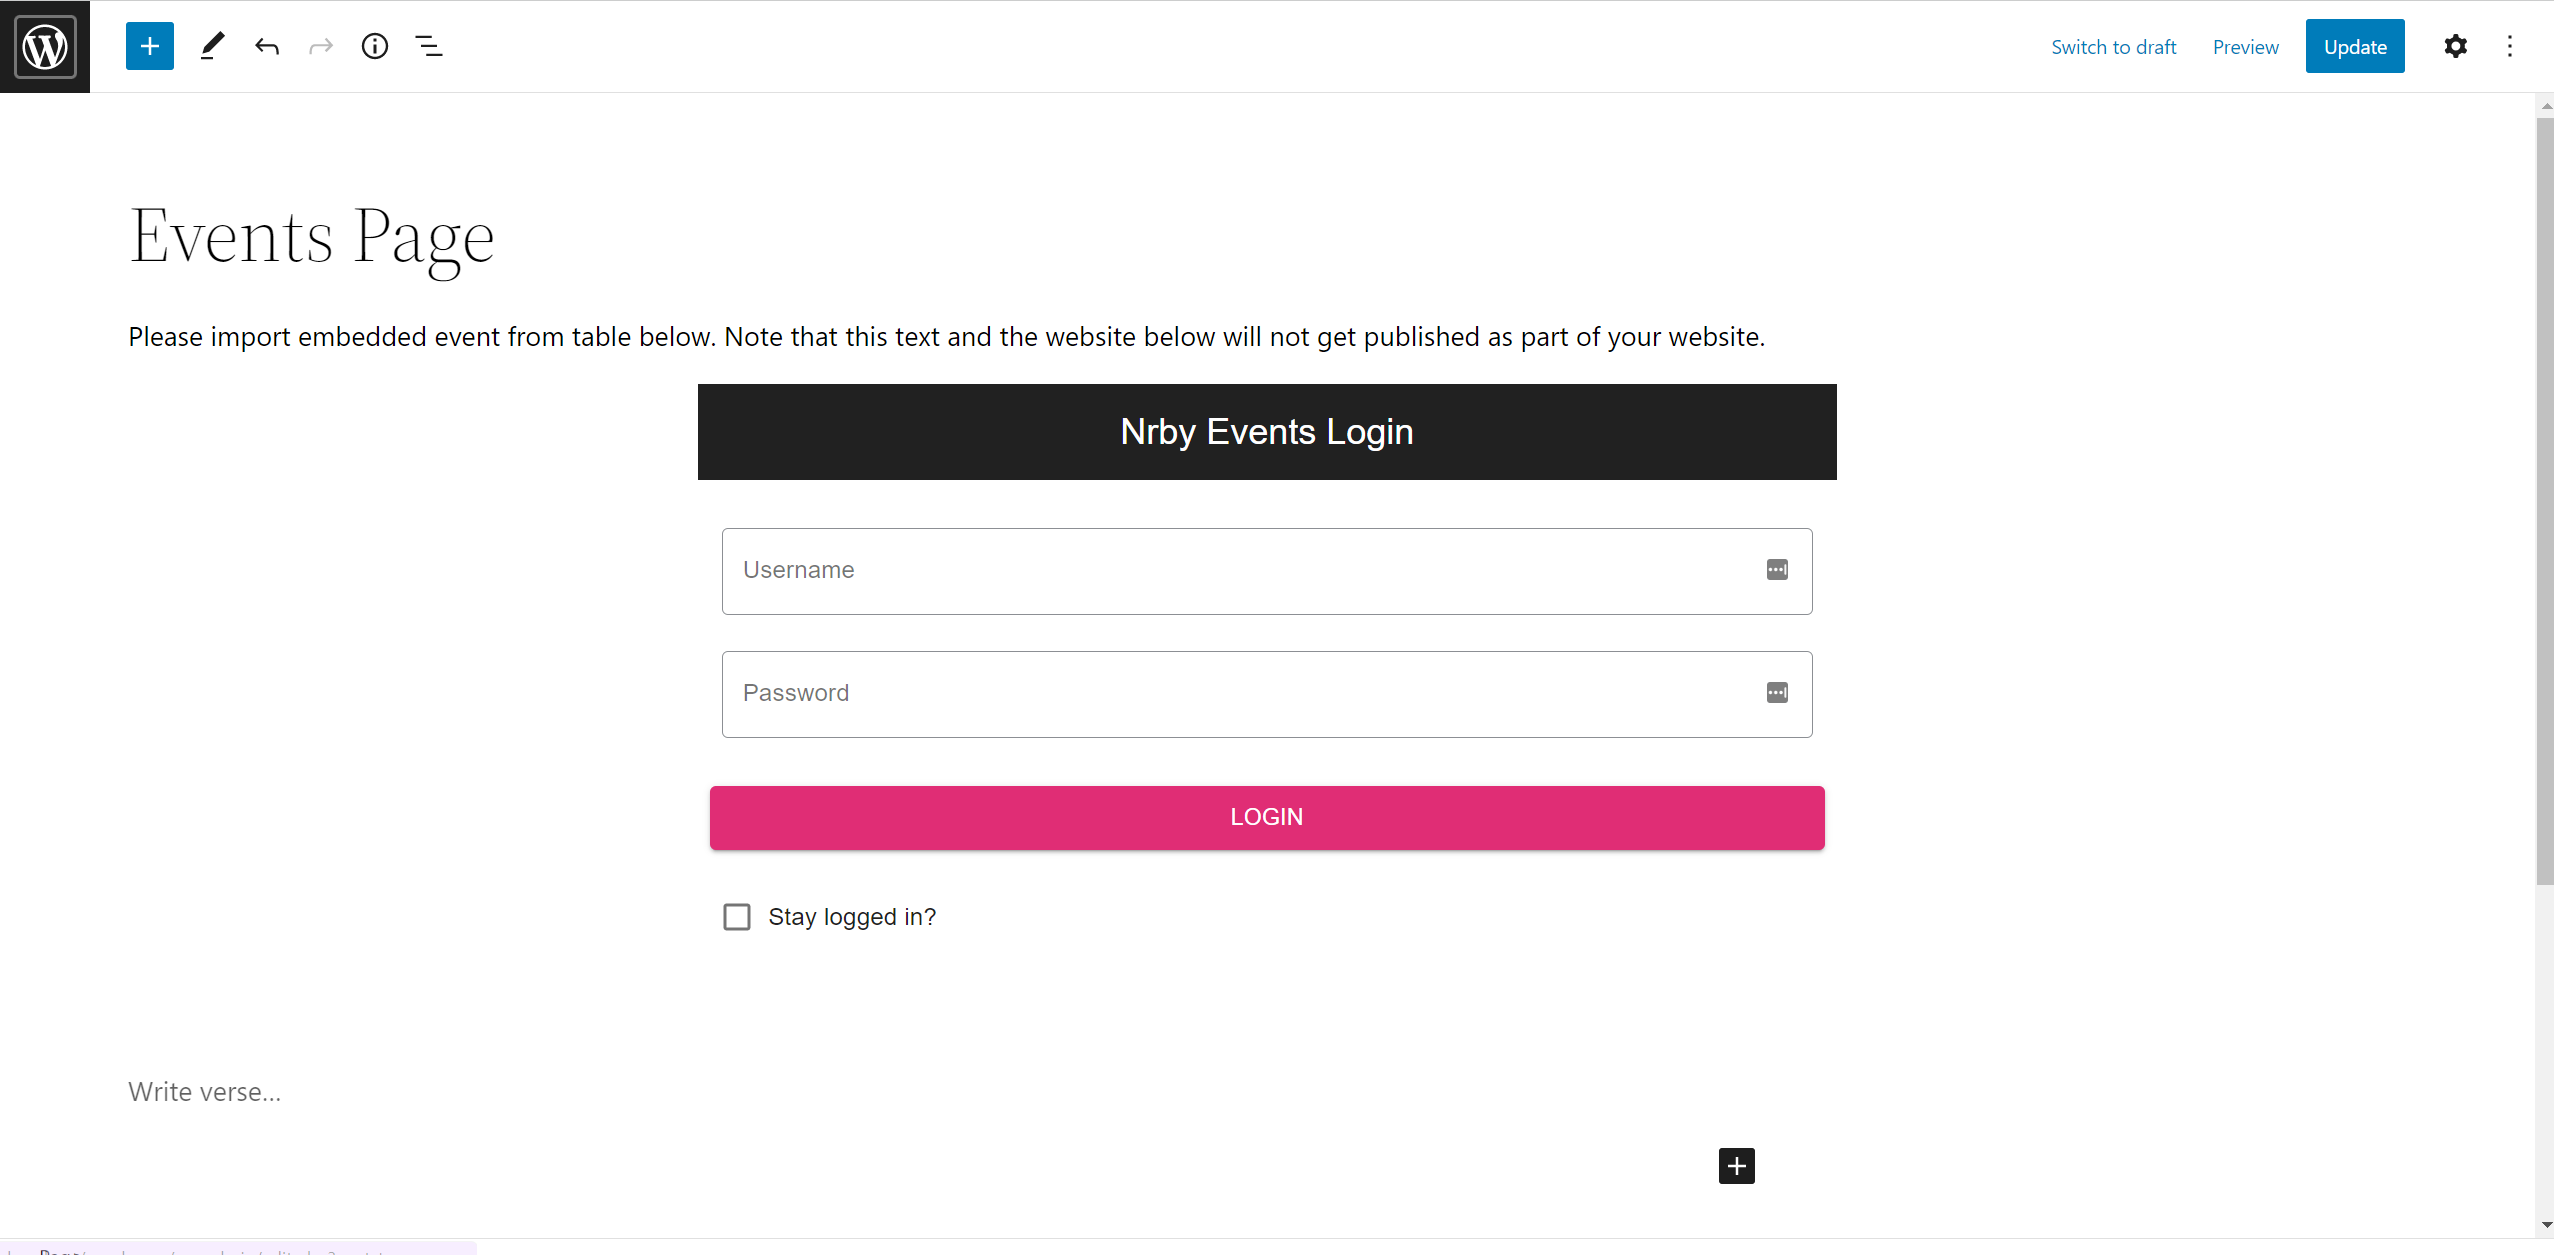 Switch to draft Preview Update
Events Page
Please import embedded event from table below. Note that this text and the website below will not get published as part of your website.
Nrby Events Login
Username
Password
LOGIN
Stay logged in?
Write verse...